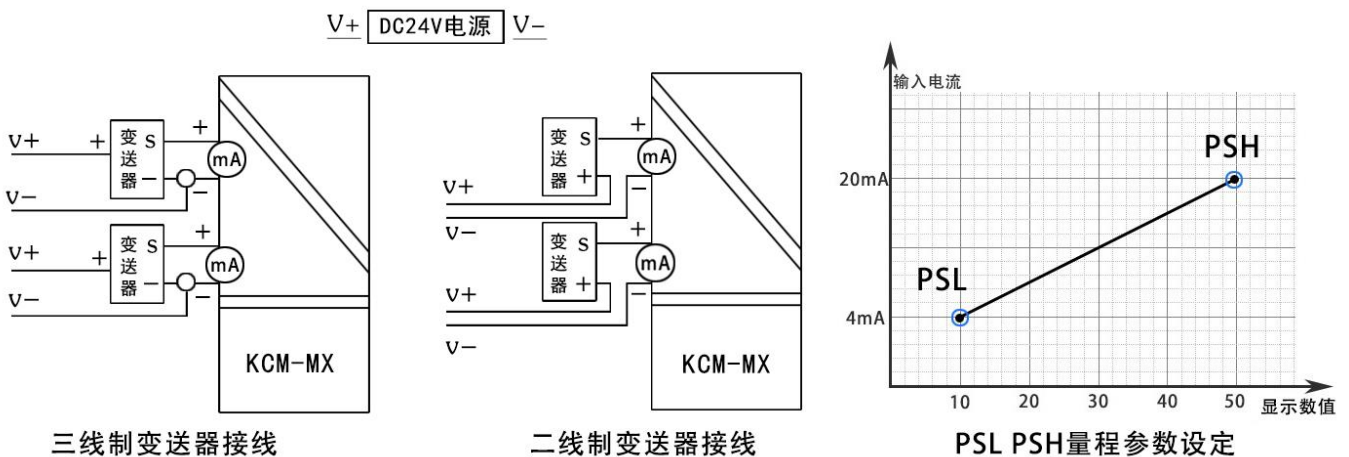 V+ DC24V电源 V-
V+ + 变送器 S - + mA -
V-
V+ + 变送器 S - + mA -
V-
KCM-MX
三线制变送器接线
变送器 S + + mA -
V+
V-
变送器 S + + mA -
V+
V-
KCM-MX
二线制变送器接线
输入电流
PSH
20mA
PSL
4mA
10 20 30 40 50 显示数值
PSL PSH量程参数设定